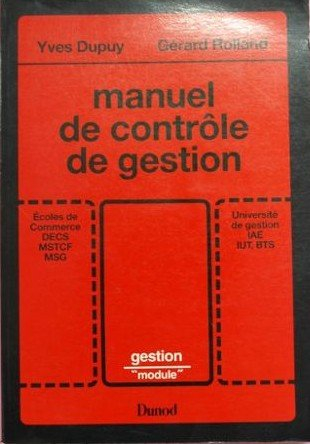 Yves Dupuy Gérard Rolland
manuel
de contrôle
de gestion
Écoles de
Commerce
DECS
MSTCF
MSG
Université
de gestion
IAE
IUT, BTS
gestion
"module"
Dunod